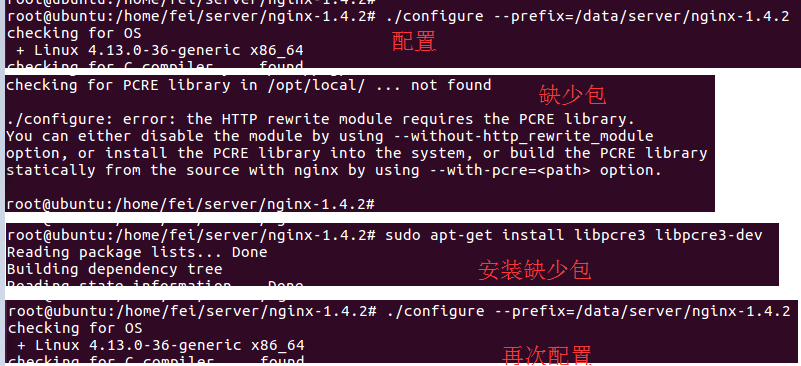 root@ubuntu:/home/fei/server/nginx-1.4.2#
root@ubuntu:/home/fei/server/nginx-1.4.2# ./configure --prefix=/data/server/nginx-1.4.2
checking for OS
+ Linux 4.13.0-36-generic x86_64
配置
checking for C compiler ... found
checking for PCRE library in /opt/local/ ... not found
缺少包
./configure: error: the HTTP rewrite module requires the PCRE library.
You can either disable the module by using --without-http_rewrite_module
option, or install the PCRE library into the system, or build the PCRE library
statically from the source with nginx by using --with-pcre=<path> option.
root@ubuntu:/home/fei/server/nginx-1.4.2#
root@ubuntu:/home/fei/server/nginx-1.4.2# sudo apt-get install libpcre3 libpcre3-dev
Reading package lists... Done
Building dependency tree
安装缺少包
Reading state information... Done
root@ubuntu:/home/fei/server/nginx-1.4.2# ./configure --prefix=/data/server/nginx-1.4.2
checking for OS
+ Linux 4.13.0-36-generic x86_64
再次配置
checking for C compiler ... found